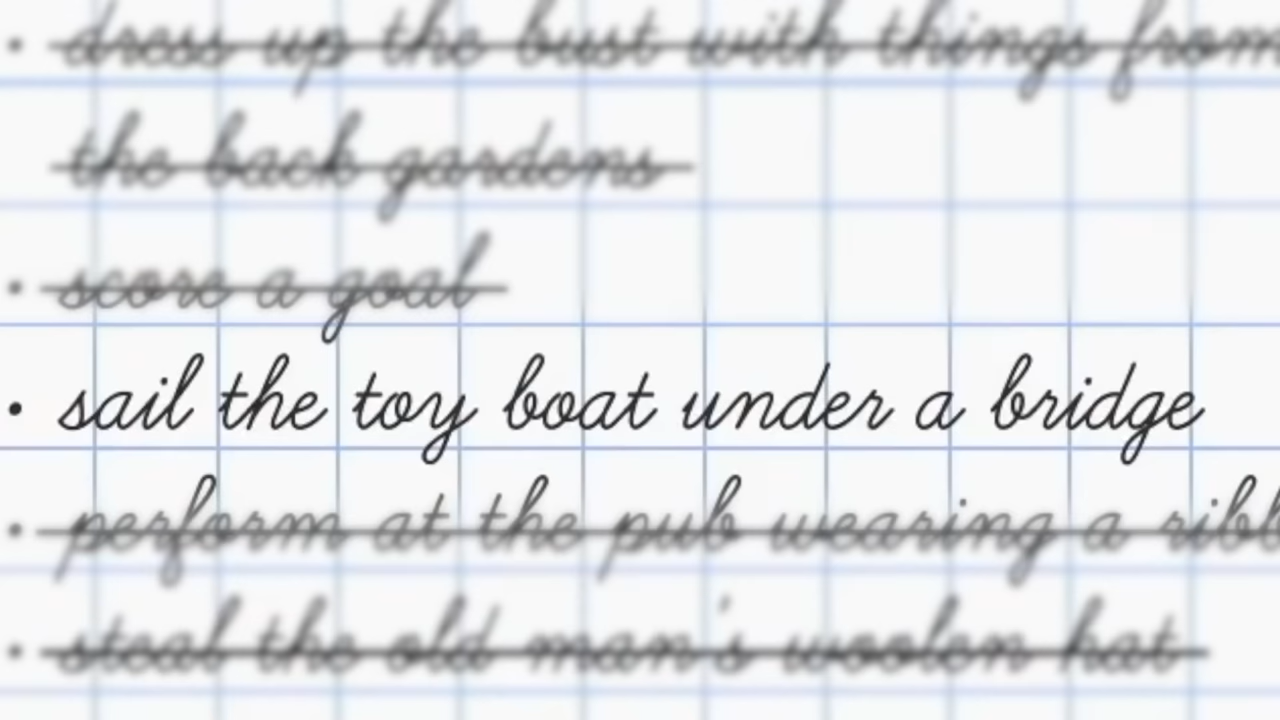 • dress up the bust with things from
the back gardens
• score a goal
• sail the toy boat under a bridge
• perform at the pub wearing a
• steal the old man's woolen hat